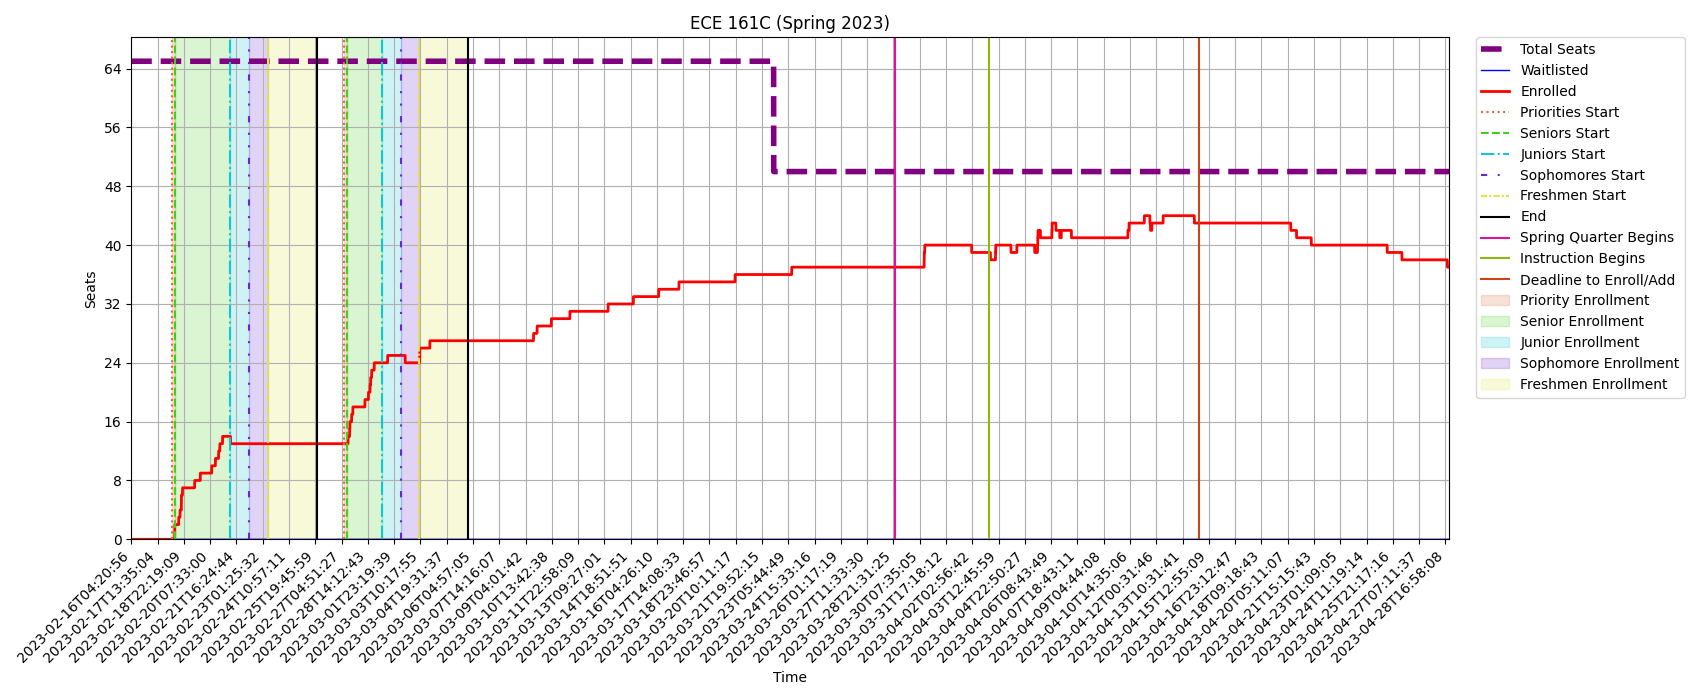 ECE 161C (Spring 2023)
Seats
64
56
48
40
32
24
16
8
0
2023-02-16T04:20:56
2023-02-17T13:35:04
2023-02-18T22:19:09
2023-02-20T07:33:00
2023-02-21T16:24:44
2023-02-23T01:25:32
2023-02-24T10:57:11
2023-02-25T19:45:59
2023-02-27T04:51:27
2023-02-28T14:12:43
2023-03-01T23:19:39
2023-03-03T10:17:55
2023-03-04T19:31:37
2023-03-06T04:57:05
2023-03-07T14:16:07
2023-03-09T04:01:42
2023-03-10T13:42:38
2023-03-11T22:58:09
2023-03-13T09:27:01
2023-03-14T18:51:51
2023-03-16T04:26:10
2023-03-17T14:08:33
2023-03-18T23:46:57
2023-03-20T10:11:17
2023-03-21T19:52:15
2023-03-23T05:44:49
2023-03-24T15:33:16
2023-03-26T01:17:19
2023-03-27T11:33:30
2023-03-28T21:31:25
2023-03-30T07:35:05
2023-03-31T17:18:12
2023-04-02T02:56:42
2023-04-03T12:45:59
2023-04-04T22:50:27
2023-04-06T08:43:49
2023-04-07T18:43:11
2023-04-09T04:44:08
2023-04-10T14:35:06
2023-04-12T00:31:46
2023-04-13T10:31:41
2023-04-15T12:55:09
2023-04-16T23:12:47
2023-04-18T09:18:43
2023-04-20T05:11:07
2023-04-21T15:15:43
2023-04-23T01:09:05
2023-04-24T11:19:14
2023-04-25T21:17:16
2023-04-27T07:11:37
2023-04-28T16:58:08
Time
Total Seats
Waitlisted
Enrolled
Priorities Start
Seniors Start
Juniors Start
Sophomores Start
Freshmen Start
End
Spring Quarter Begins
Instruction Begins
Deadline to Enroll/Add
Priority Enrollment
Senior Enrollment
Junior Enrollment
Sophomore Enrollment
Freshmen Enrollment